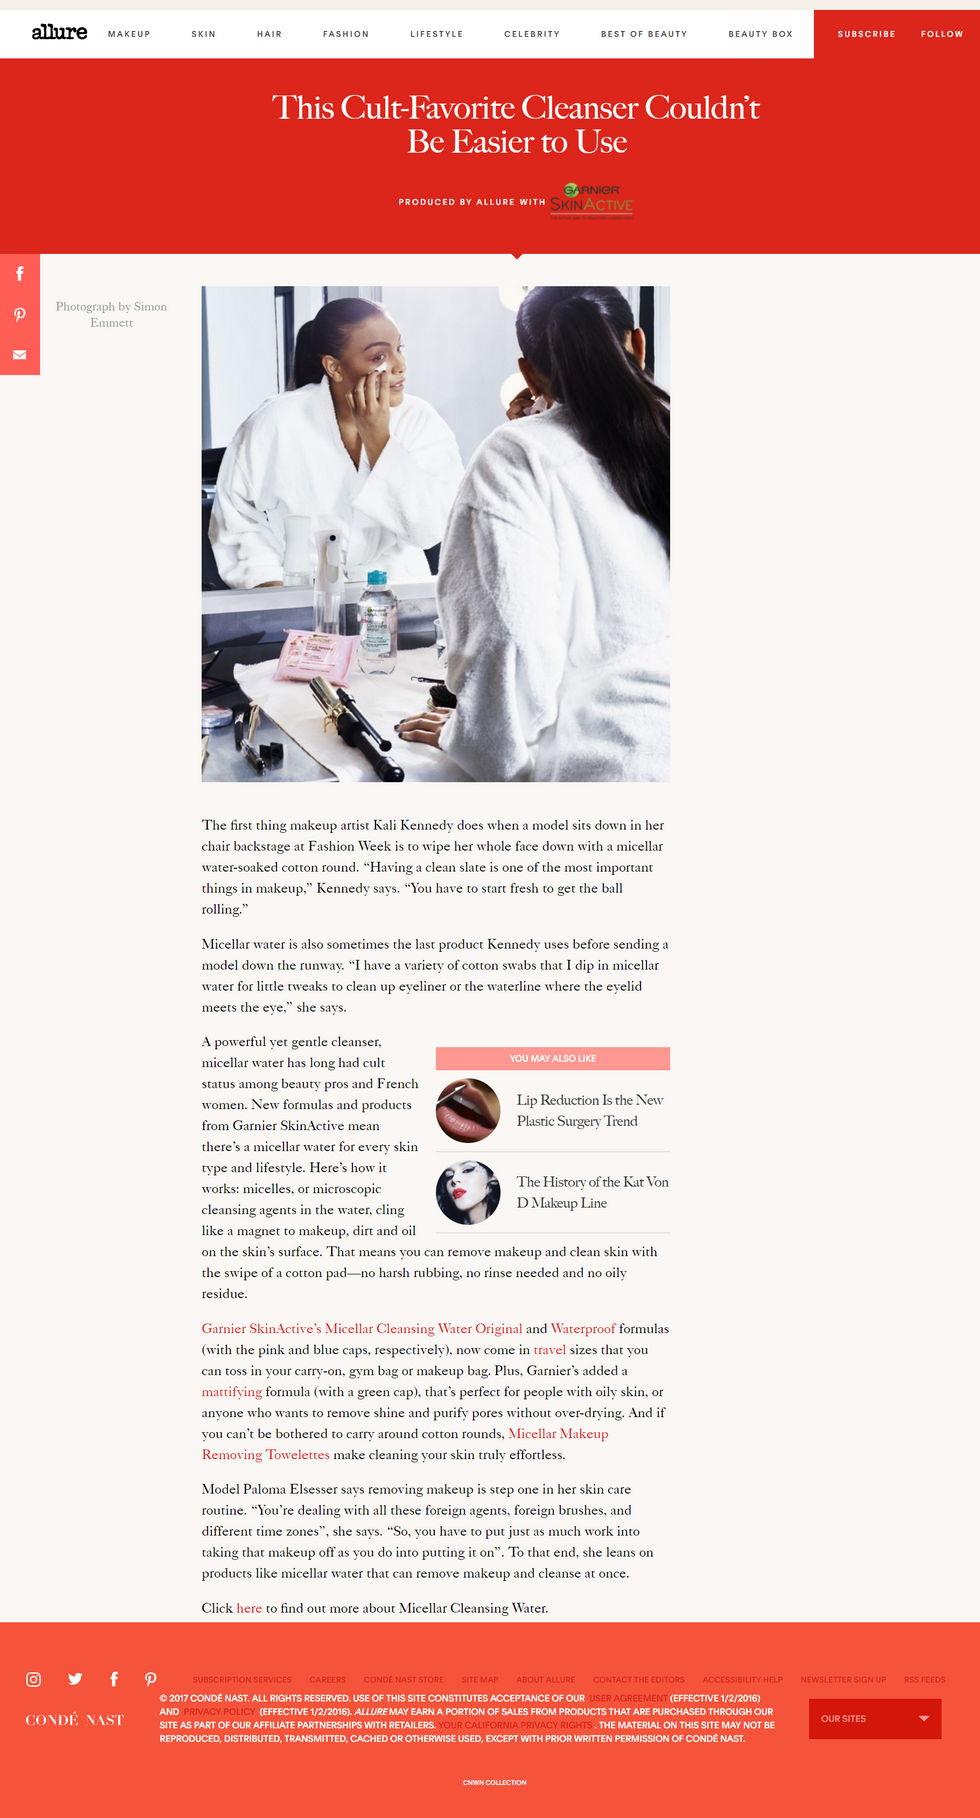 allure
MAKEUP
SKIN
HAIR
FASHION
LIFESTYLE
CELEBRITY
BEST OF BEAUTY
BEAUTY BOX
SUBSCRIBE
FOLLOW
This Cult-Favorite Cleanser Couldn’t
Be Easier to Use
PRODUCED BY ALLURE WITH
GARNIER
SKINACTIVE
Photograph by Simon
Emmett
The first thing makeup artist Kali Kennedy does when a model sits down in her
chair backstage at Fashion Week is to wipe her whole face down with a micellar
water-soaked cotton round. “Having a clean slate is one of the most important
things in makeup,” Kennedy says. “You have to start fresh to get the ball
rolling.”
Micellar water is also sometimes the last product Kennedy uses before sending a
model down the runway. “I have a variety of cotton swabs that I dip in micellar
water for little tweaks to clean up eyeliner or the waterline where the eyelid
meets the eye,” she says.
A powerful yet gentle cleanser,
micellar water has long had cult
status among beauty pros and French
women. New formulas and products
from Garnier SkinActive mean
there’s a micellar water for every skin
type and lifestyle. Here’s how it
works: micelles, or microscopic
cleansing agents in the water, cling
like a magnet to makeup, dirt and oil
on the skin’s surface. That means you can remove makeup and clean skin with
the swipe of a cotton pad—no harsh rubbing, no rinse needed and no oily
residue.
YOU MAY ALSO LIKE
Lip Reduction Is the New
Plastic Surgery Trend
The History of the Kat Von
D Makeup Line
Garnier SkinActive’s Micellar Cleansing Water Original and Waterproof formulas
(with the pink and blue caps, respectively), now come in travel sizes that you
can toss in your carry-on, gym bag or makeup bag. Plus, Garnier’s added a
mattifying formula (with a green cap), that’s perfect for people with oily skin, or
anyone who wants to remove shine and purify pores without over-drying. And if
you can’t be bothered to carry around cotton rounds, Micellar Makeup
Removing Towelettes make cleaning your skin truly effortless.
Model Paloma Elsesser says removing makeup is step one in her skin care
routine. “You’re dealing with all these foreign agents, foreign brushes, and
different time zones”, she says. “So, you have to put just as much work into
taking that makeup off as you do into putting it on”. To that end, she leans on
products like micellar water that can remove makeup and cleanse at once.
Click here to find out more about Micellar Cleansing Water.
SUBSCRIPTION SERVICES
CAREERS
CONDÉ NAST STORE
SITE MAP
ABOUT ALLURE
CONTACT THE EDITORS
ACCESSIBILITY HELP
NEWSLETTER SIGN UP
RSS FEEDS
CONDÉ NAST
© 2017 CONDÉ NAST. ALL RIGHTS RESERVED. USE OF THIS SITE CONSTITUTES ACCEPTANCE OF OUR USER AGREEMENT (EFFECTIVE 1/2/2016)
AND PRIVACY POLICY (EFFECTIVE 1/2/2016). ALLURE MAY EARN A PORTION OF SALES FROM PRODUCTS THAT ARE PURCHASED THROUGH OUR
SITE AS PART OF OUR AFFILIATE PARTNERSHIPS WITH RETAILERS. YOUR CALIFORNIA PRIVACY RIGHTS . THE MATERIAL ON THIS SITE MAY NOT BE
REPRODUCED, DISTRIBUTED, TRANSMITTED, CACHED OR OTHERWISE USED, EXCEPT WITH PRIOR WRITTEN PERMISSION OF CONDÉ NAST.
OUR SITES
CNWN COLLECTION